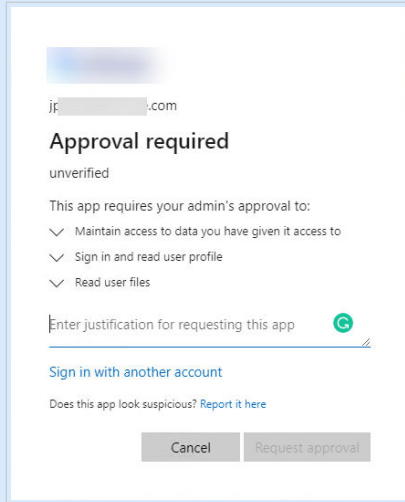 .com
Approval required
unverified
This app requires your admin's approval to:
Maintain access to data you have given it access to
Sign in and read user profile
Read user files
Enter justification for requesting this app
Sign in with another account
Does this app look suspicious? Report it here
Cancel Request approval